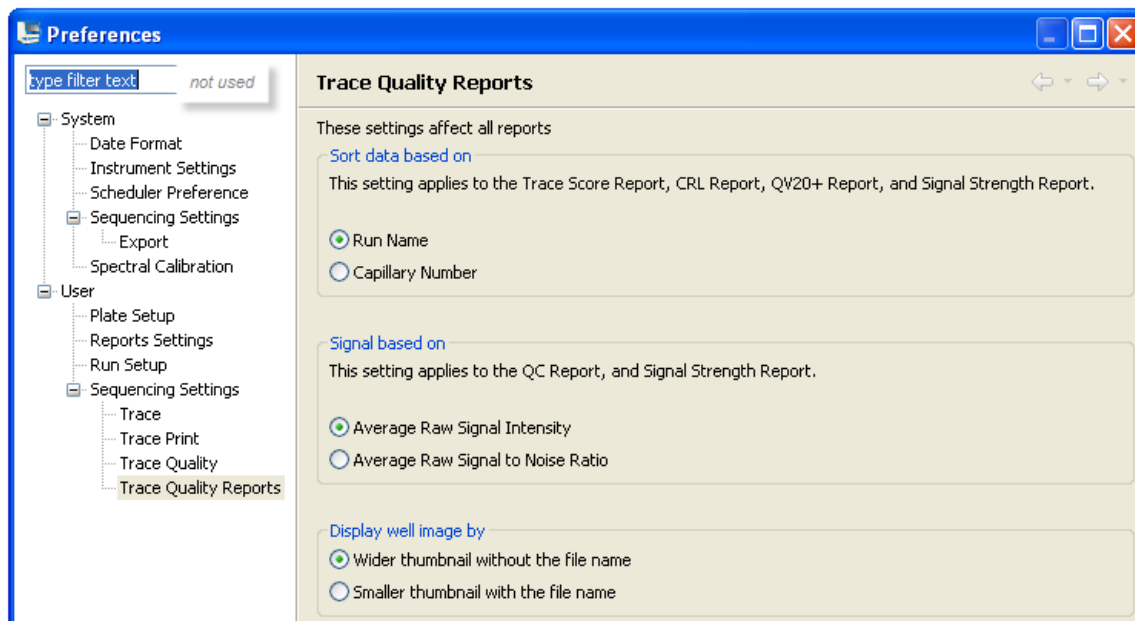 Preferences
type filter text
not used
System
Date Format
Instrument Settings
Scheduler Preference
Sequencing Settings
Export
Spectral Calibration
User
Plate Setup
Reports Settings
Run Setup
Sequencing Settings
Trace
Trace Print
Trace Quality
Trace Quality Reports
Trace Quality Reports
These settings affect all reports
Sort data based on
This setting applies to the Trace Score Report, CRL Report, QV20+ Report, and Signal Strength Report.
Run Name
Capillary Number
Signal based on
This setting applies to the QC Report, and Signal Strength Report.
Average Raw Signal Intensity
Average Raw Signal to Noise Ratio
Display well image by
Wider thumbnail without the file name
Smaller thumbnail with the file name